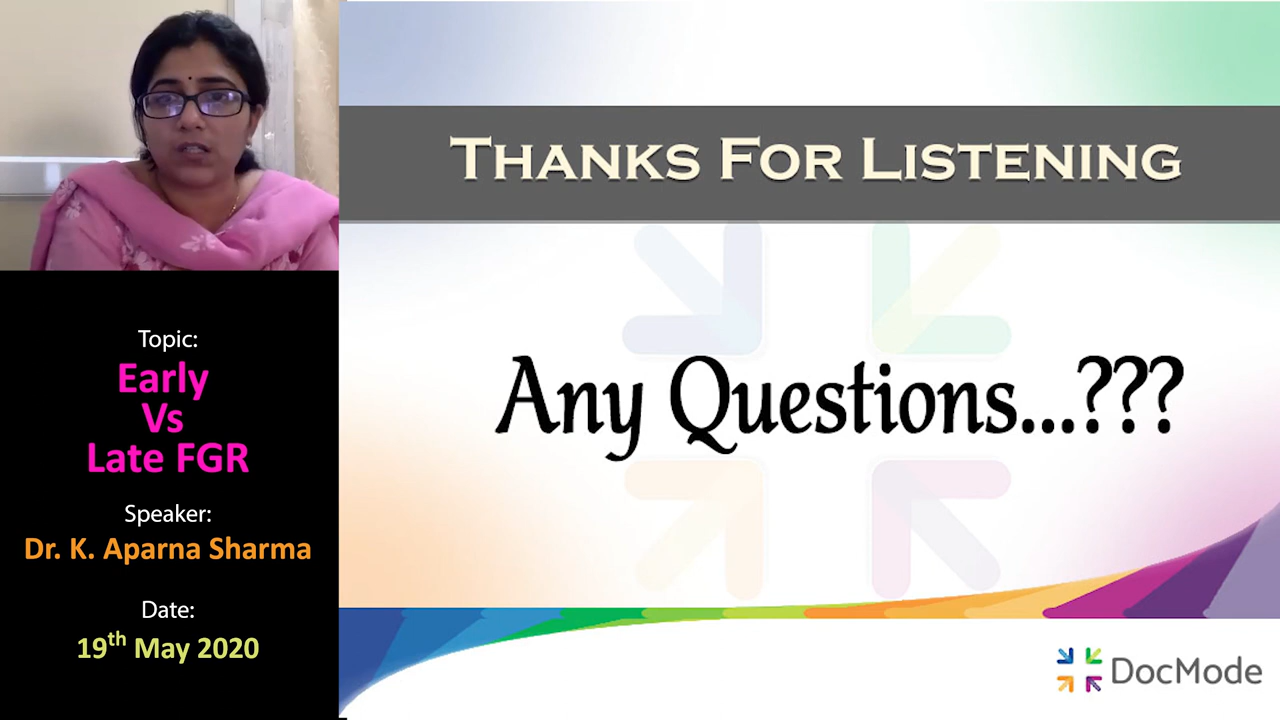 Topic:
Early
Vs
Late FGR
Speaker:
Dr. K. Aparna Sharma
Date:
19th May 2020
THANKS FOR LISTENING
Any Questions...???
DocMode